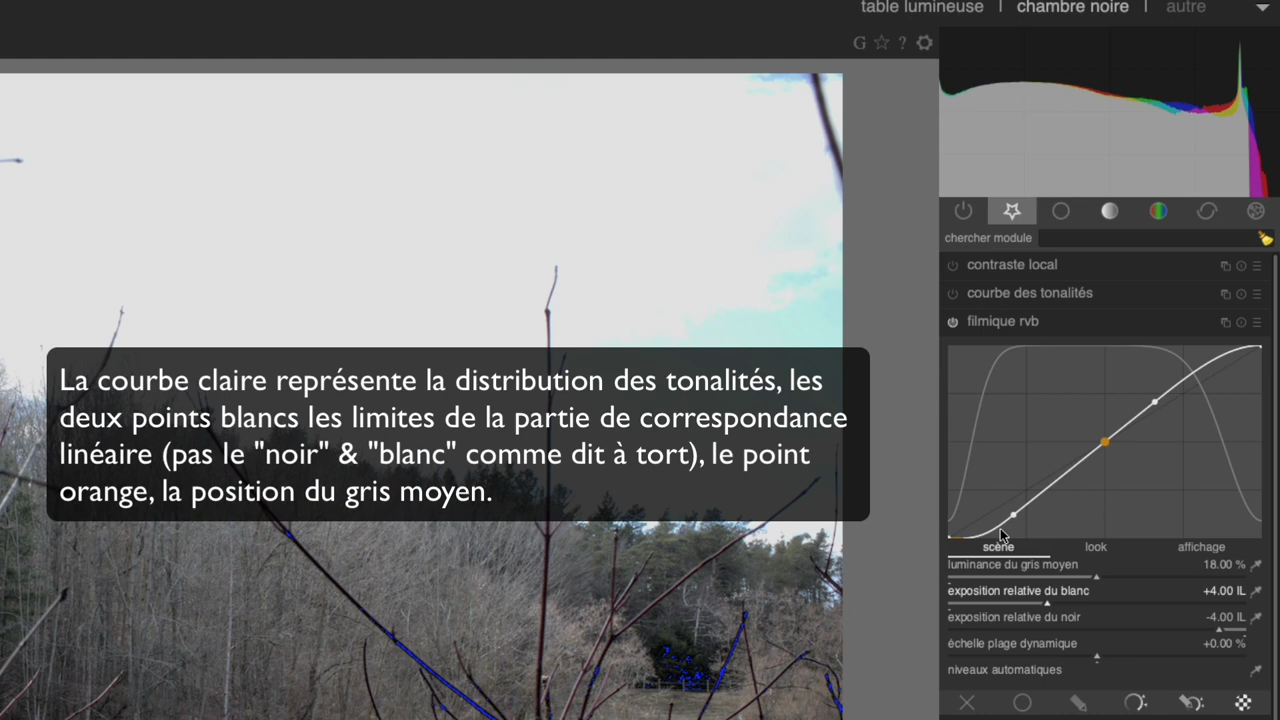 table lumineuse | chambre noire | autre
G ☆ ?
chercher module
contraste local
courbe des tonalités
filmique rvb
La courbe claire représente la distribution des tonalités, les
deux points blancs les limites de la partie de correspondance
linéaire (pas le "noir" & "blanc" comme dit à tort), le point
orange, la position du gris moyen.
scène look affichage
luminance du gris moyen 18.00 %
exposition relative du blanc +4.00 IL
exposition relative du noir -4.00 IL
échelle plage dynamique +0.00 %
niveaux automatiques